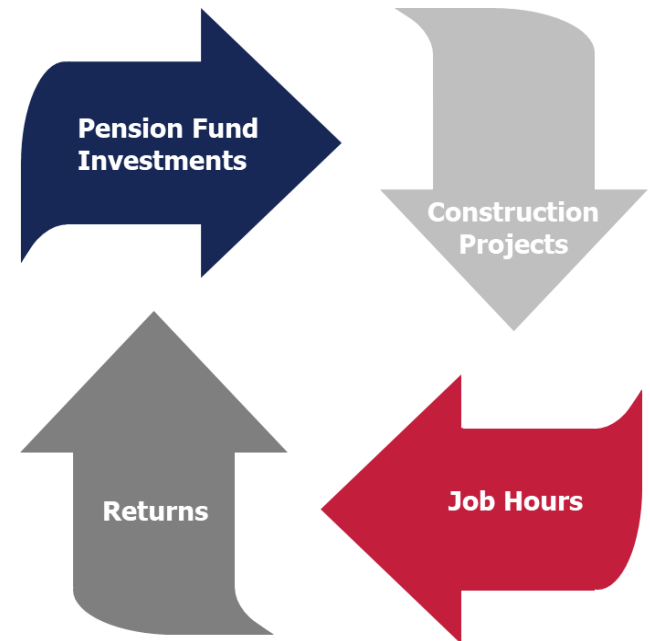 Pension Fund
Investments
Construction
Projects
Job Hours
Returns